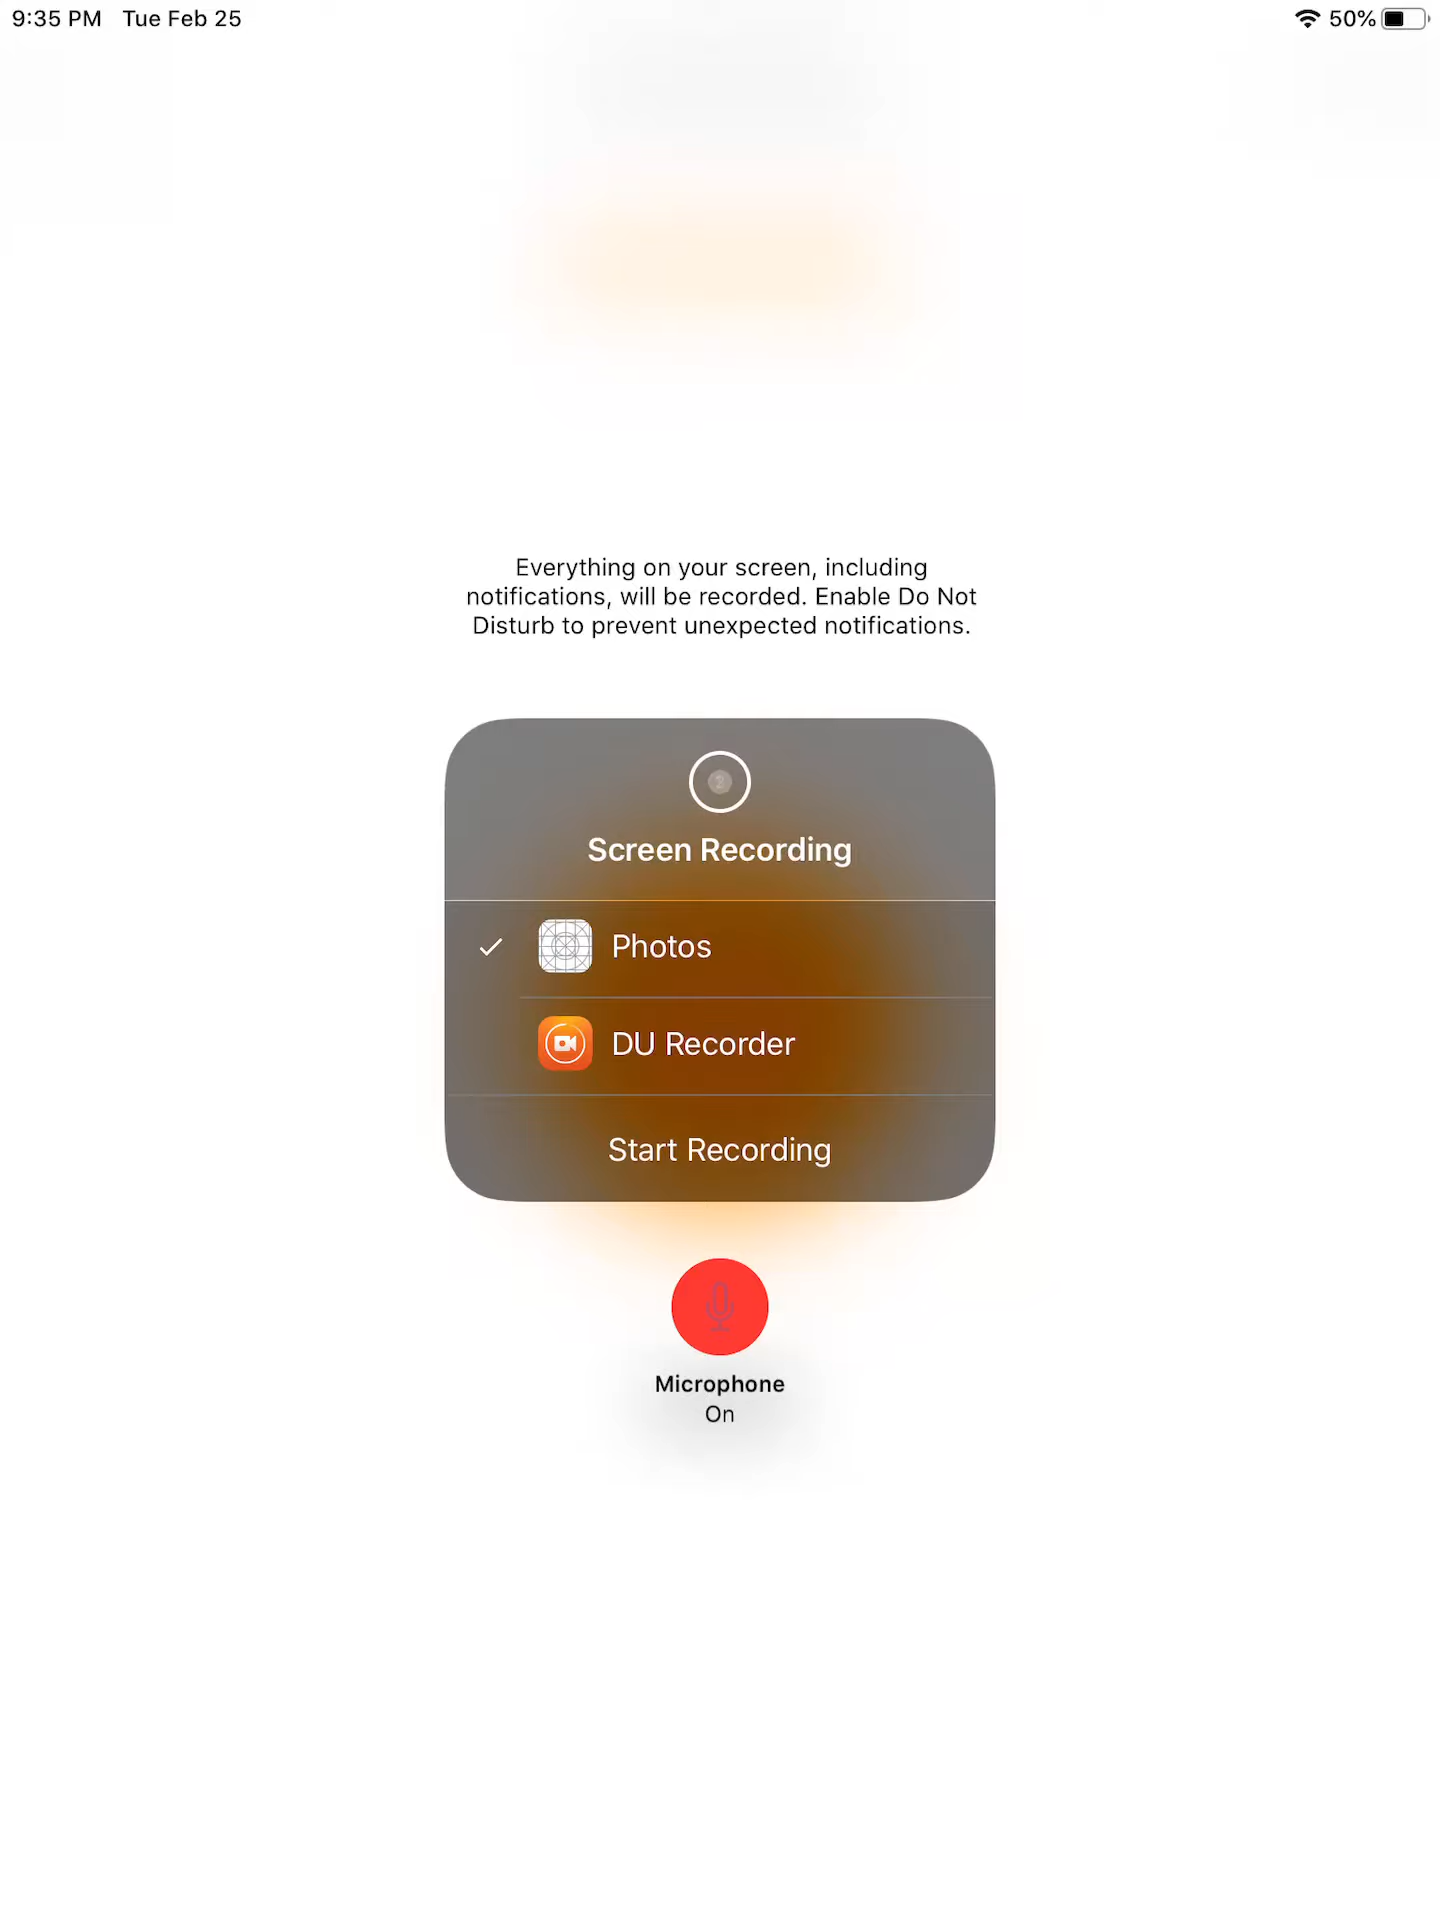 9:35 PM Tue Feb 25
50%
Everything on your screen, including
notifications, will be recorded. Enable Do Not
Disturb to prevent unexpected notifications.
2
Screen Recording
Photos
DU Recorder
Start Recording
Microphone
On